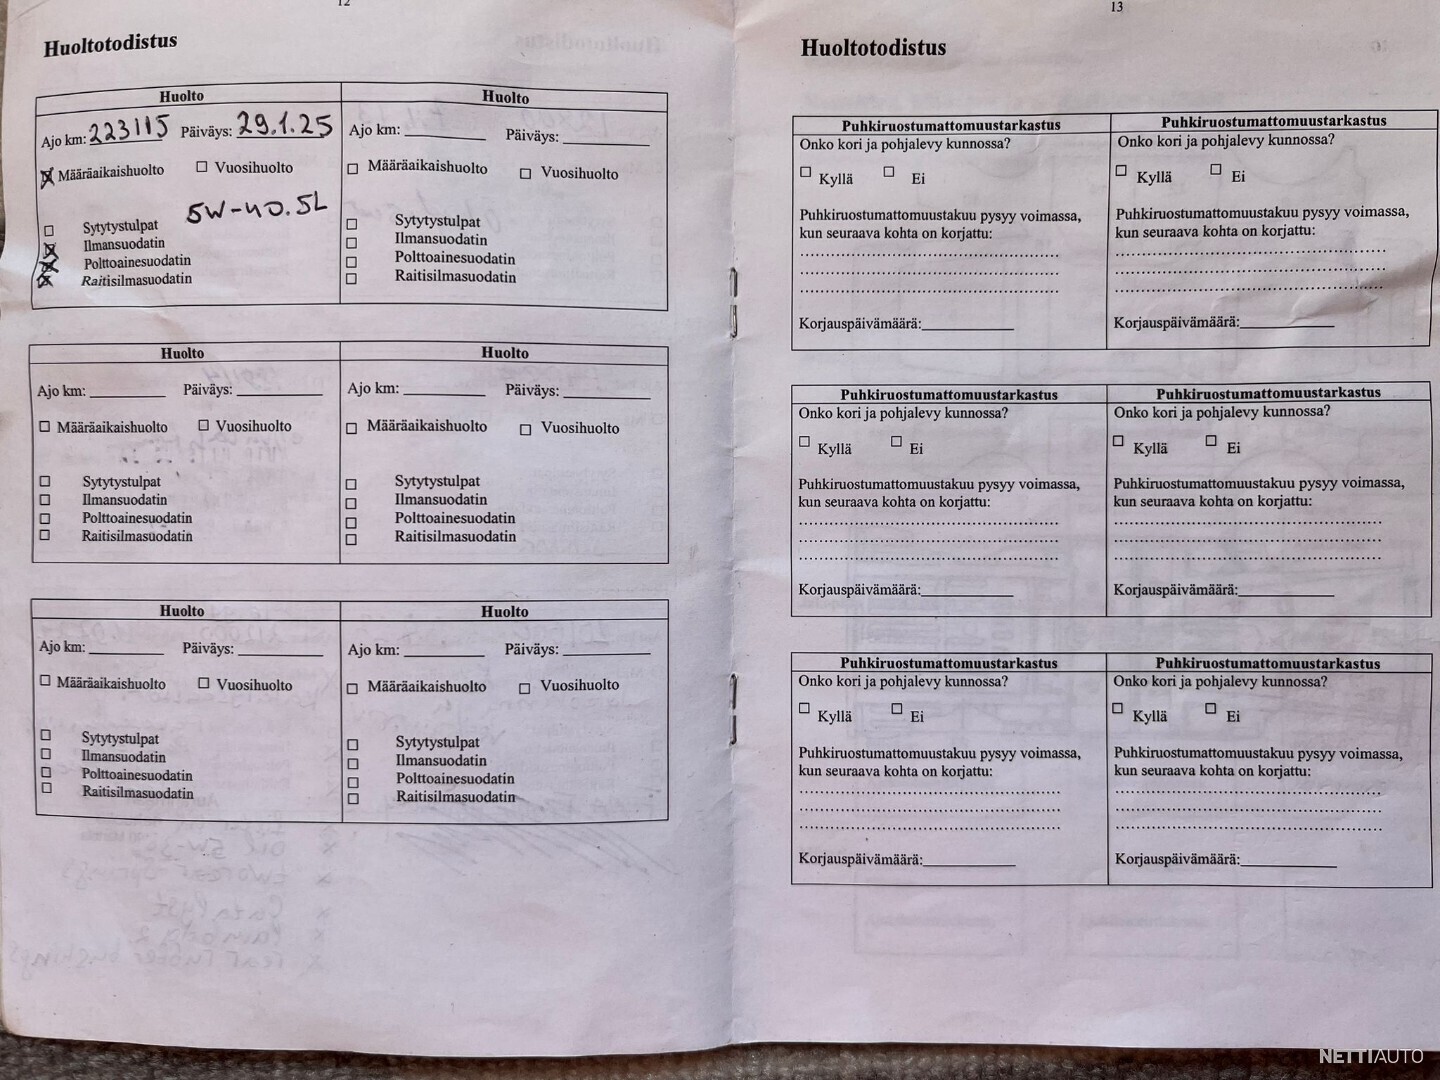 12
Huoltotodistus
Huolto
Ajo km: 223115 Päiväys: 29.1.25
Määräaikaishuolto Vuosihuolto
5W-40.5L
Sytytystulpat
Ilmansuodatin
Polttoainesuodatin
Raitisilmasuodatin
Huolto
Ajo km: Päiväys:
Määräaikaishuolto Vuosihuolto
Sytytystulpat
Ilmansuodatin
Polttoainesuodatin
Raitisilmasuodatin
Huolto
Ajo km: Päiväys:
Määräaikaishuolto Vuosihuolto
Sytytystulpat
Ilmansuodatin
Polttoainesuodatin
Raitisilmasuodatin
Huolto
Ajo km: Päiväys:
Määräaikaishuolto Vuosihuolto
Sytytystulpat
Ilmansuodatin
Polttoainesuodatin
Raitisilmasuodatin
Huolto
Ajo km: Päiväys:
Määräaikaishuolto Vuosihuolto
Sytytystulpat
Ilmansuodatin
Polttoainesuodatin
Raitisilmasuodatin
Huolto
Ajo km: Päiväys:
Määräaikaishuolto Vuosihuolto
Sytytystulpat
Ilmansuodatin
Polttoainesuodatin
Raitisilmasuodatin
13
Huoltotodistus
Puhkiruostumattomuustarkastus
Onko kori ja pohjalevy kunnossa?
Kyllä Ei
Puhkiruostumattomuustakuu pysyy voimassa,
kun seuraava kohta on korjattu:
Korjauspäivämäärä:
Puhkiruostumattomuustarkastus
Onko kori ja pohjalevy kunnossa?
Kyllä Ei
Puhkiruostumattomuustakuu pysyy voimassa,
kun seuraava kohta on korjattu:
Korjauspäivämäärä:
Puhkiruostumattomuustarkastus
Onko kori ja pohjalevy kunnossa?
Kyllä Ei
Puhkiruostumattomuustakuu pysyy voimassa,
kun seuraava kohta on korjattu:
Korjauspäivämäärä:
Puhkiruostumattomuustarkastus
Onko kori ja pohjalevy kunnossa?
Kyllä Ei
Puhkiruostumattomuustakuu pysyy voimassa,
kun seuraava kohta on korjattu:
Korjauspäivämäärä:
Puhkiruostumattomuustarkastus
Onko kori ja pohjalevy kunnossa?
Kyllä Ei
Puhkiruostumattomuustakuu pysyy voimassa,
kun seuraava kohta on korjattu:
Korjauspäivämäärä:
Puhkiruostumattomuustarkastus
Onko kori ja pohjalevy kunnossa?
Kyllä Ei
Puhkiruostumattomuustakuu pysyy voimassa,
kun seuraava kohta on korjattu:
Korjauspäivämäärä:
NETTIAUTO